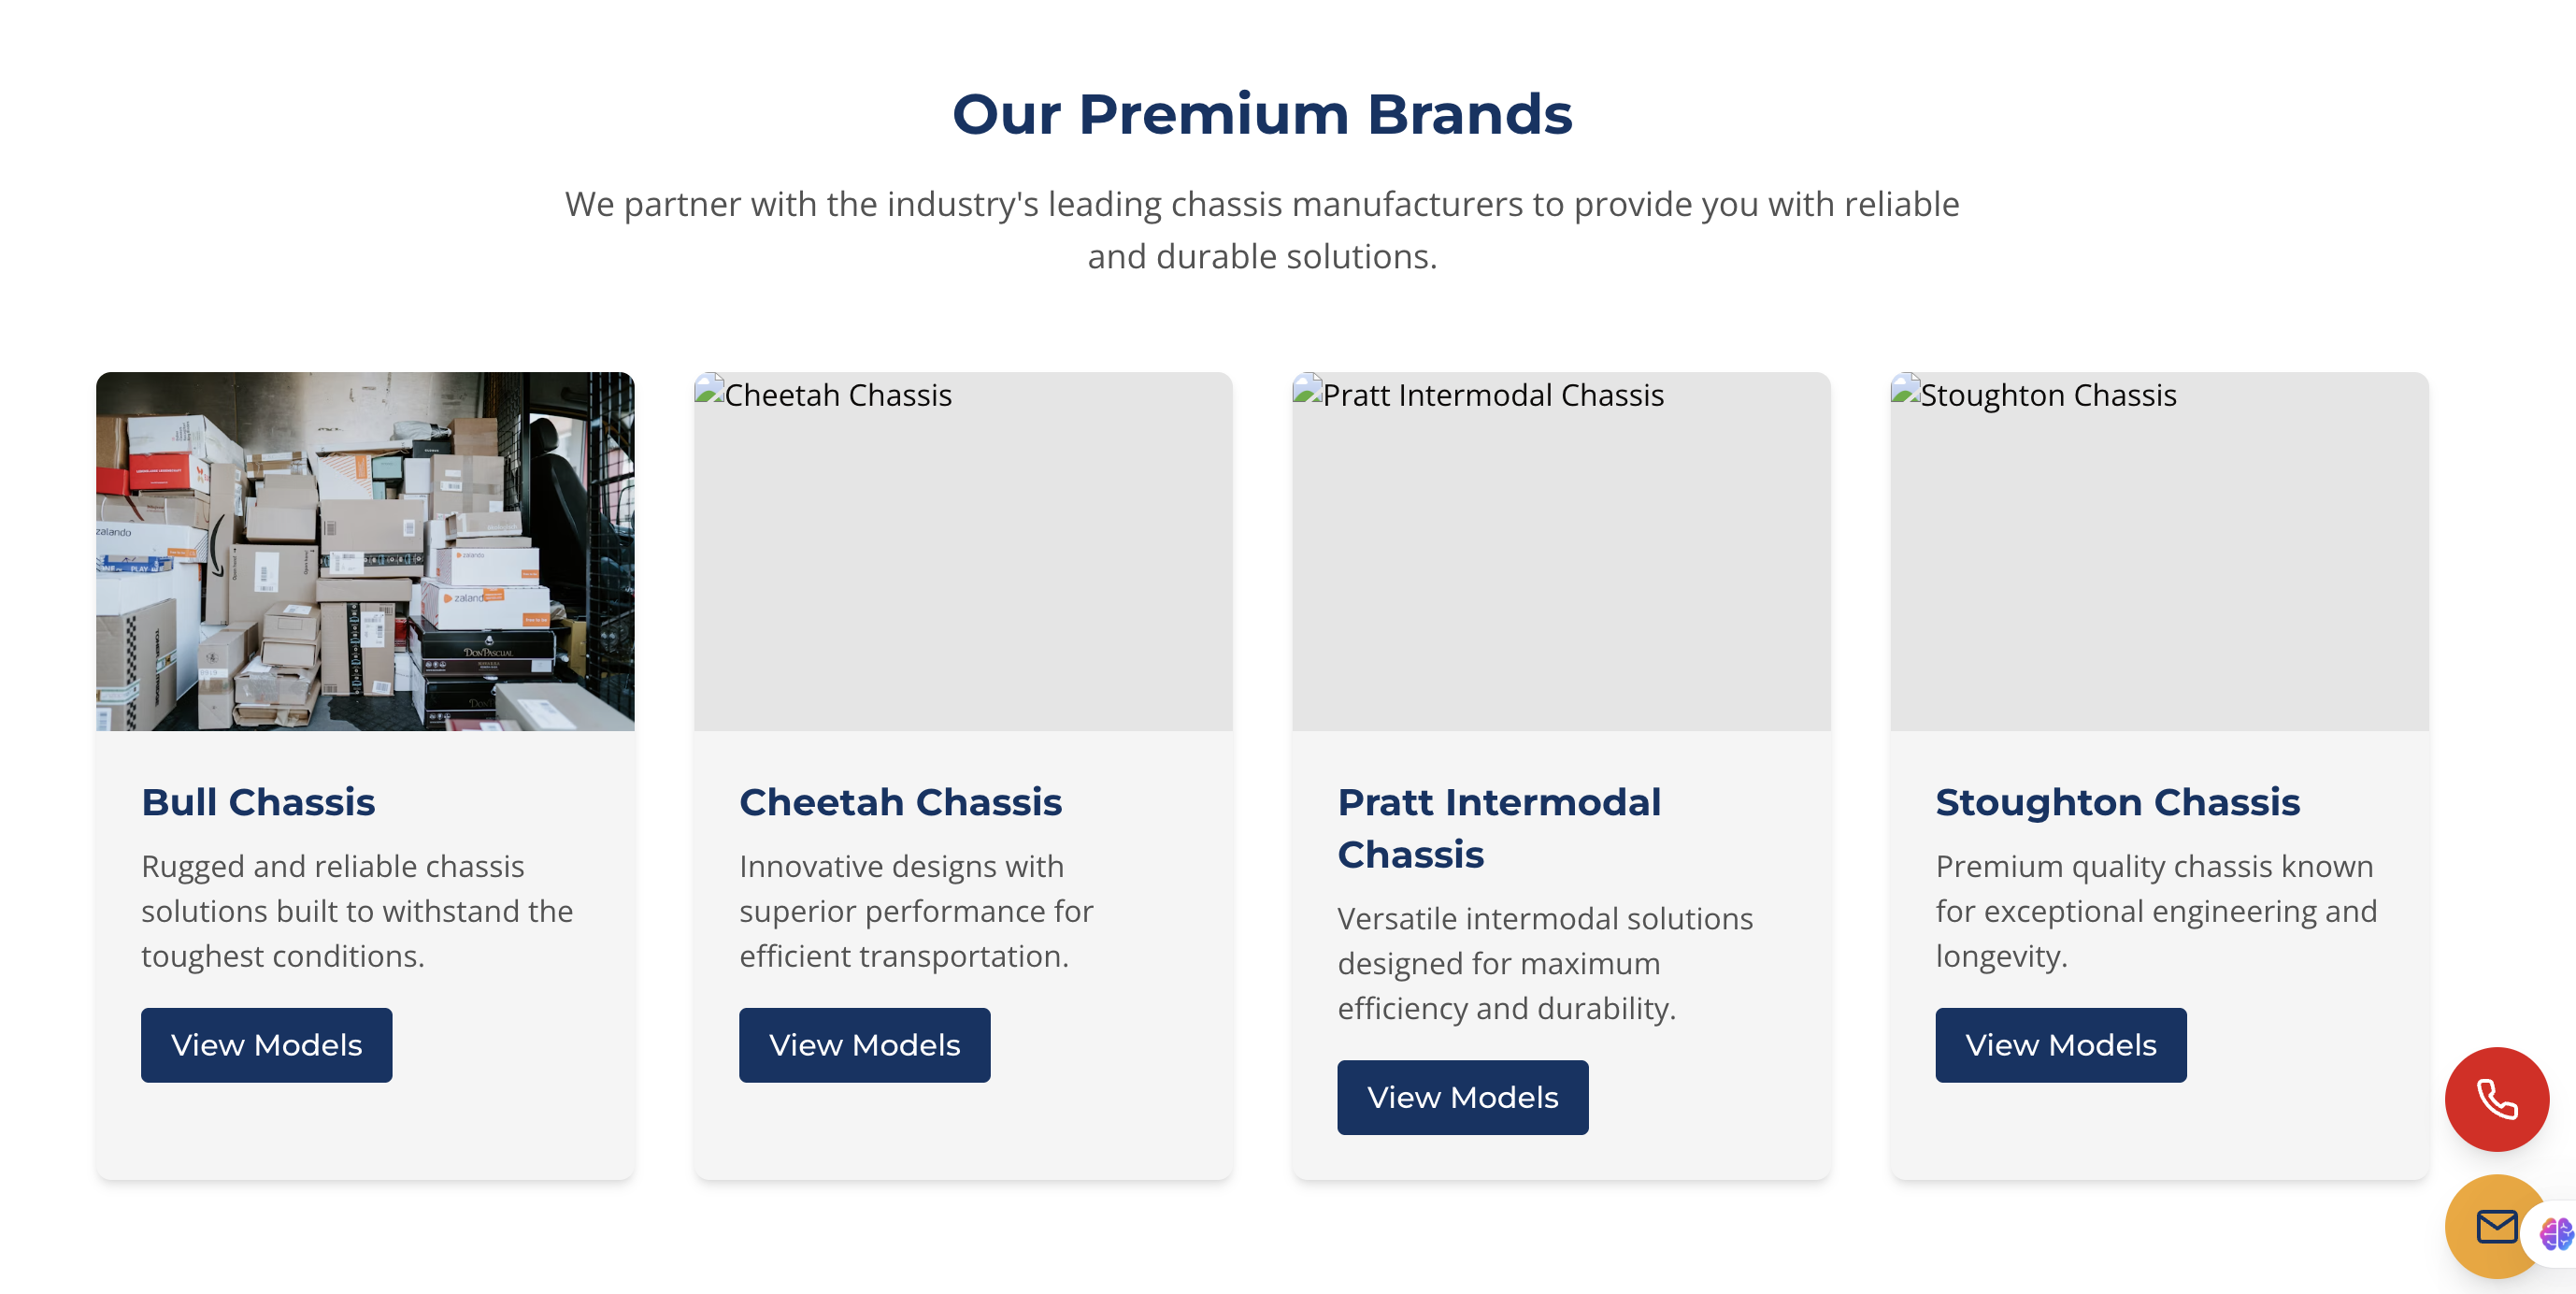 Our Premium Brands
We partner with the industry's leading chassis manufacturers to provide you with reliable
and durable solutions.
zalando
PLAY
zalando
zalando
DON PASCUAL
Cheetah Chassis
Pratt Intermodal Chassis
Stoughton Chassis
Bull Chassis
Rugged and reliable chassis
solutions built to withstand the
toughest conditions.
View Models
Cheetah Chassis
Innovative designs with
superior performance for
efficient transportation.
View Models
Pratt Intermodal
Chassis
Versatile intermodal solutions
designed for maximum
efficiency and durability.
View Models
Stoughton Chassis
Premium quality chassis known
for exceptional engineering and
longevity.
View Models